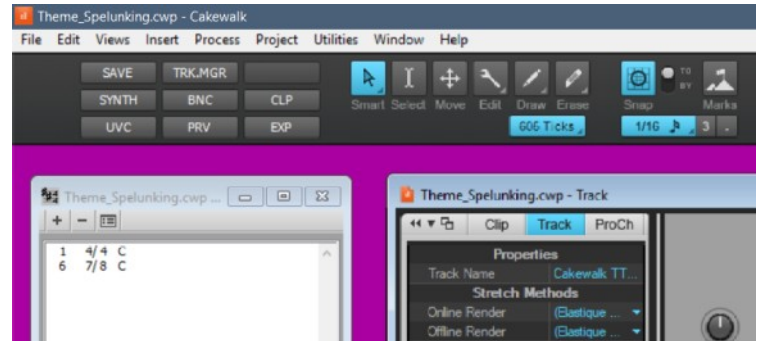 Theme_Spelunking.cwp - Cakewalk
File Edit Views Insert Process Project Utilities Window Help
SAVE TRK.MGR
SYNTH BNC CLP
UVC PRV EXP
Smart Select Move Edit Draw Erase Snap Marks
TO
BY
606 Ticks
1/16 3
Theme_Spelunking.cwp ...
1 4/4 C
6 7/8 C
Theme_Spelunking.cwp - Track
Clip Track ProCh
Properties
Track Name Cakewalk TT...
Stretch Methods
Online Render (Elastique ...
Offline Render (Elastique ...